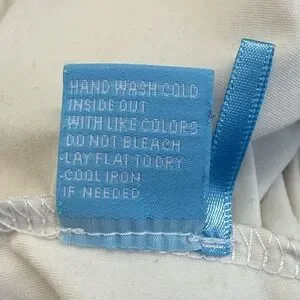 HAND WASH COLD
INSIDE OUT
WITH LIKE COLORS
DO NOT BLEACH
LAY FLAT TO DRY
COOL IRON
IF NEEDED